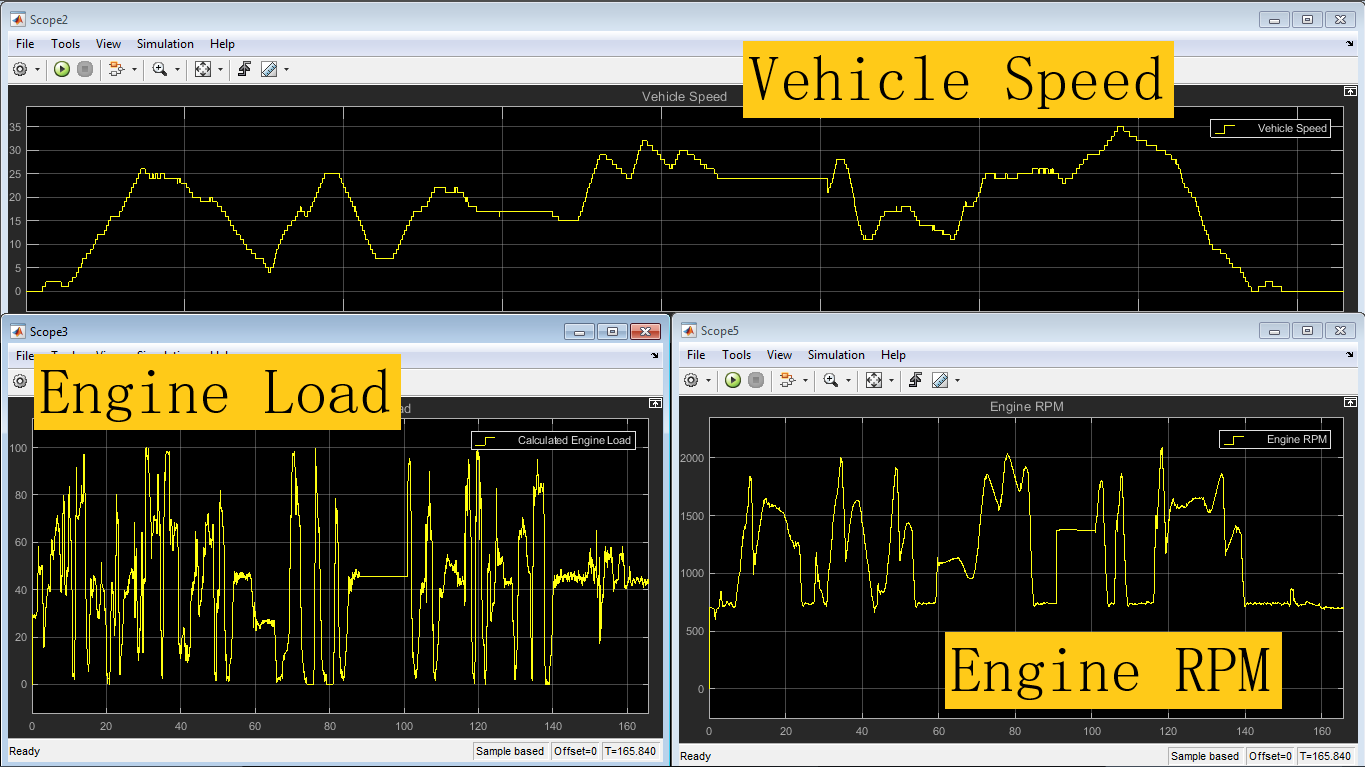 Scope2
File Tools View Simulation Help
Vehicle Speed
Vehicle Speed
Vehicle Speed
35
30
25
20
15
10
5
0
Scope3
File
Engine Load
Calculated Engine Load
100
80
60
40
20
0
0 20 40 60 80 100 120 140 160
Ready Sample based Offset=0 T=165.840
Scope5
File Tools View Simulation Help
Engine RPM
Engine RPM
2000
1500
1000
500
0
Engine RPM
0 20 40 60 80 100 120 140 160
Ready Sample based Offset=0 T=165.840